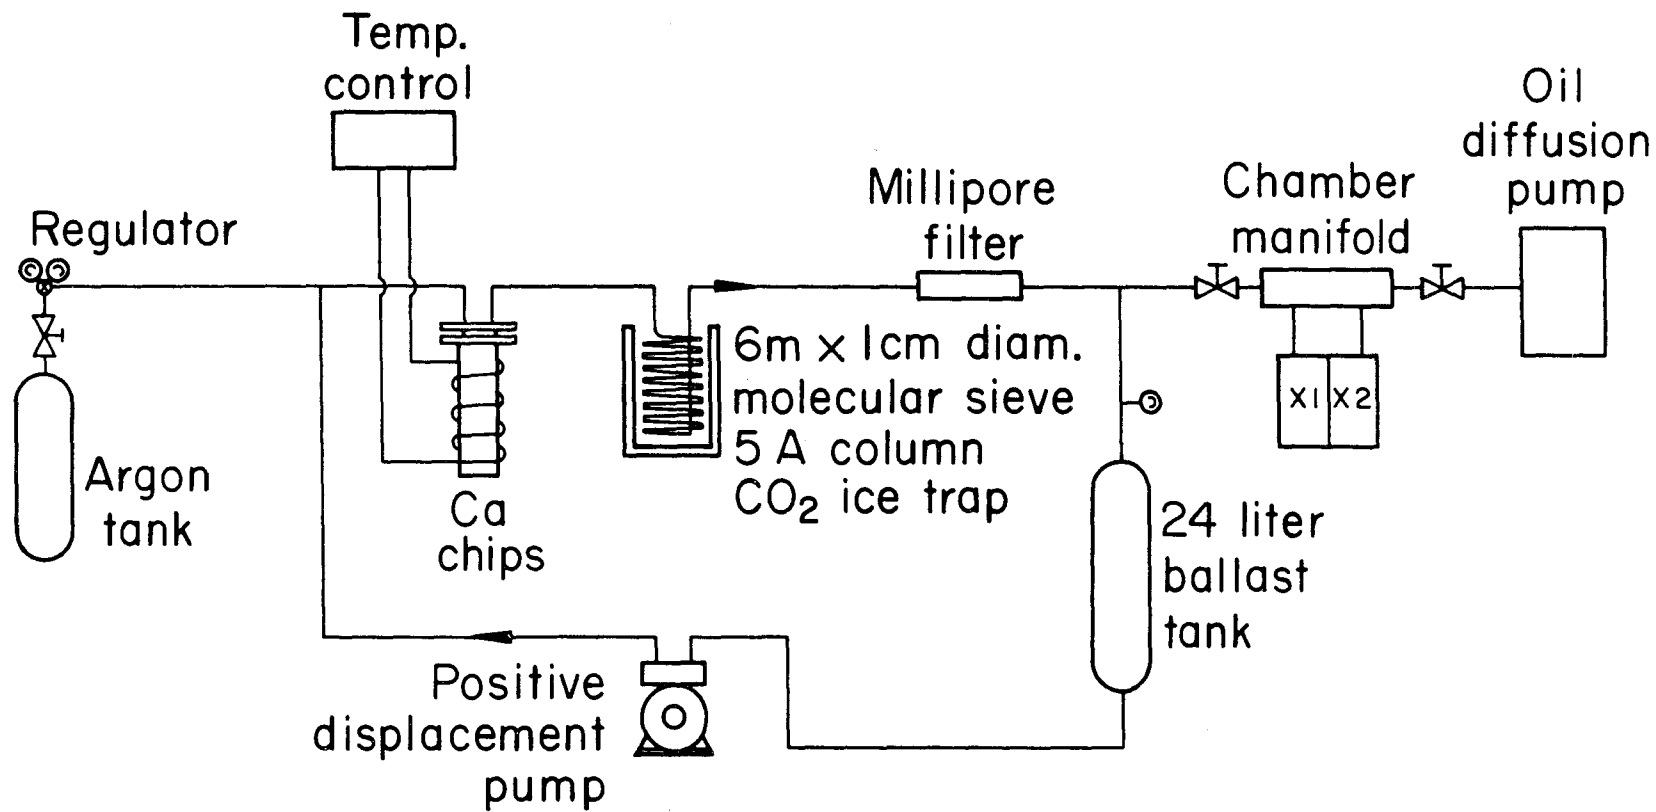 Temp.
control
Regulator
Argon
tank
Ca
chips
6m x 1cm diam.
molecular sieve
5 A column
CO₂ ice trap
Millipore
filter
Chamber
manifold
Oil
diffusion
pump
X1 X2
24 liter
ballast
tank
Positive
displacement
pump